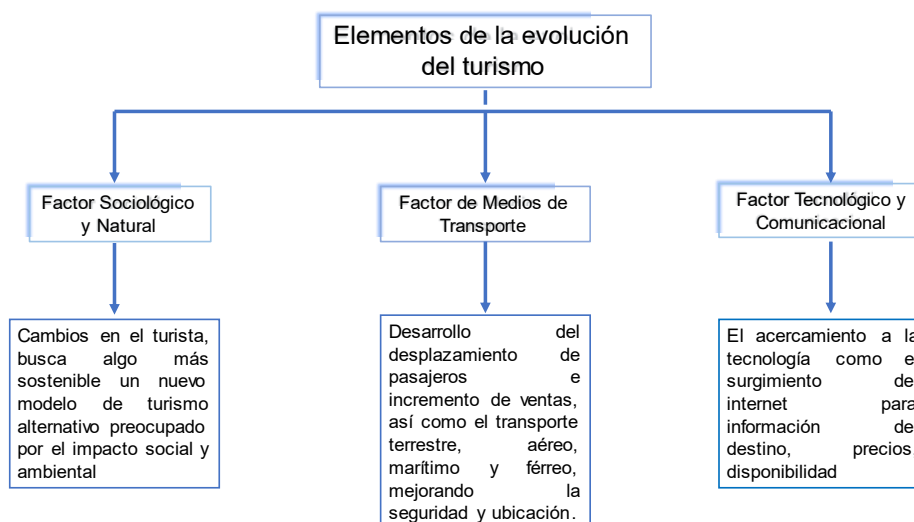 Elementos de la evolución
del turismo
Factor Sociológico
y Natural
Factor de Medios de
Transporte
Factor Tecnológico y
Comunicacional
Cambios en el turista,
busca algo más
sostenible un nuevo
modelo de turismo
alternativo preocupado
por el impacto social y
ambiental
Desarrollo del
desplazamiento de
pasajeros e
incremento de ventas,
así como el transporte
terrestre, aéreo,
marítimo y férreo,
mejorando la
seguridad y ubicación.
El acercamiento a la
tecnología como el
surgimiento de
internet para
información de
destino, precios,
disponibilidad